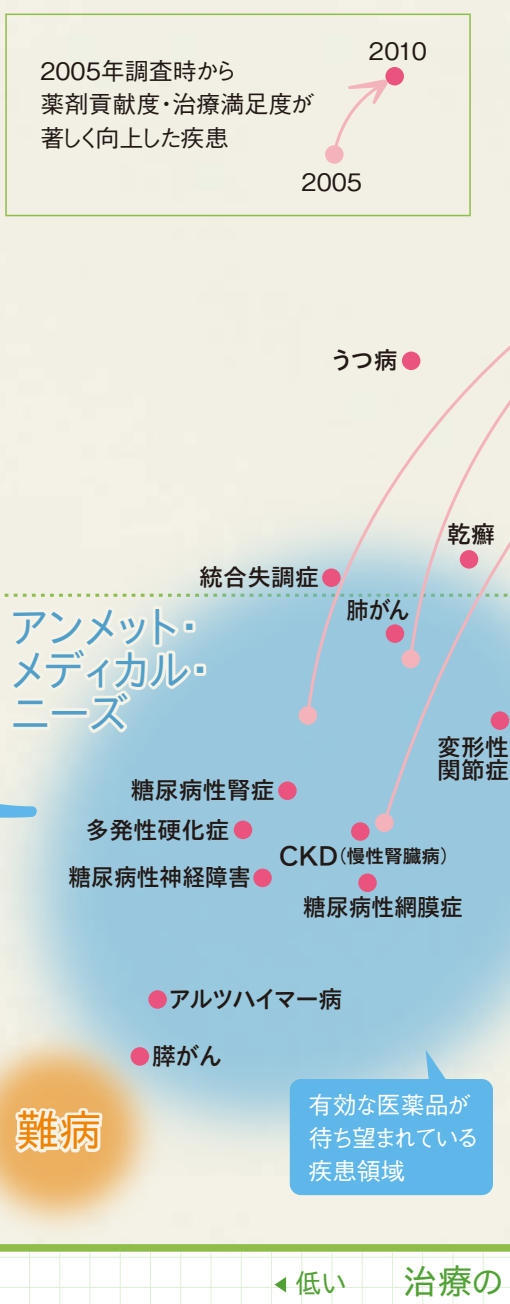 2005年調査時から
薬剤貢献度・治療満足度が
著しく向上した疾患
2010
2005
うつ病
乾癬
統合失調症
肺がん
アンメット・
メディカル・
ニーズ
変形性
関節症
糖尿病性腎症
多発性硬化症
CKD(慢性腎臓病)
糖尿病性神経障害
糖尿病性網膜症
アルツハイマー病
膵がん
難病
有効な医薬品が
待ち望まれている
疾患領域
◀低い
治療の